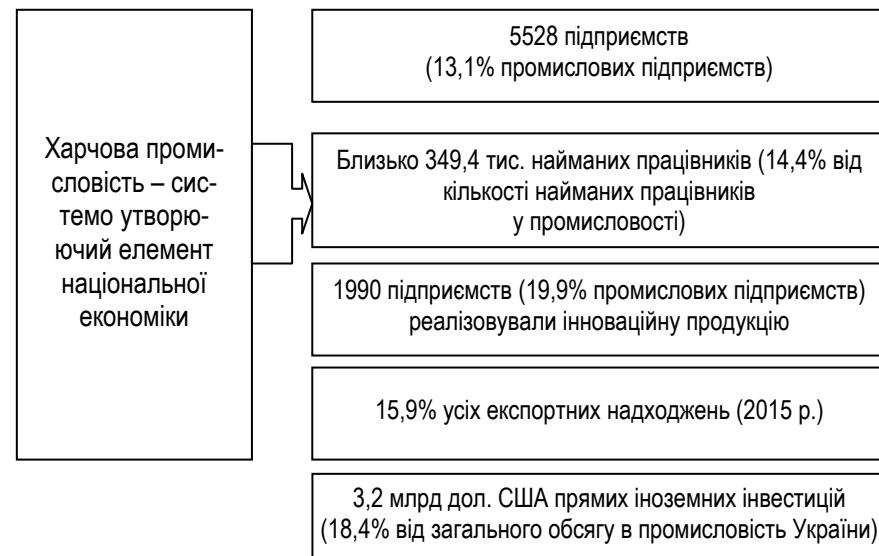 Харчова проми-
словість – сис-
темо утворю-
ючий елемент
національної
економіки
5528 підприємств
(13,1% промислових підприємств)
Близько 349,4 тис. найманих працівників (14,4% від
кількості найманих працівників
у промисловості)
1990 підприємств (19,9% промислових підприємств)
реалізовували інноваційну продукцію
15,9% усіх експортних надходжень (2015 р.)
3,2 млрд дол. США прямих іноземних інвестицій
(18,4% від загального обсягу в промисловість України)